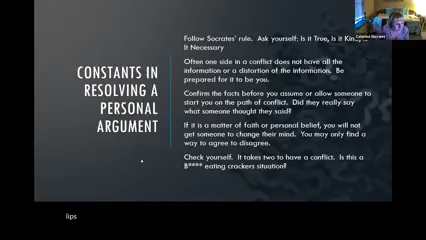 CONSTANTS IN
RESOLVING A
PERSONAL
ARGUMENT
Follow Socrates' rule. Ask yourself: Is it True, Is it Kind,
It Necessary
Often one side in a conflict does not have all the
information or a distortion of the information. Be
prepared for it to be you.
Confirm the facts before you assume or allow someone to
start you on the path of conflict. Did they really say
what someone thought they said?
If it is a matter of faith or personal belief, you will not
get someone to change their mind. You may only find a
way to agree to disagree.
Check yourself. It takes two to have a conflict. Is this a
B**** eating crackers situation?
lips